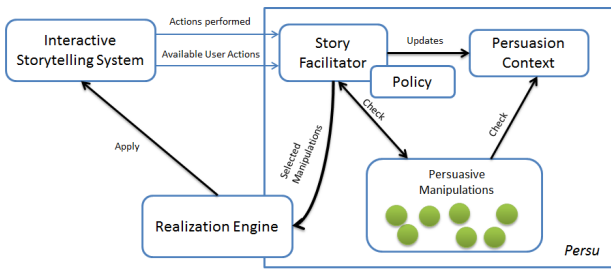 Actions performed
Interactive
Storytelling System
Available User Actions
Story
Facilitator
Policy
Updates
Persuasion
Context
Check
Check
Apply
Selected
Manipulations
Persuasive
Manipulations
Realization Engine
Persu